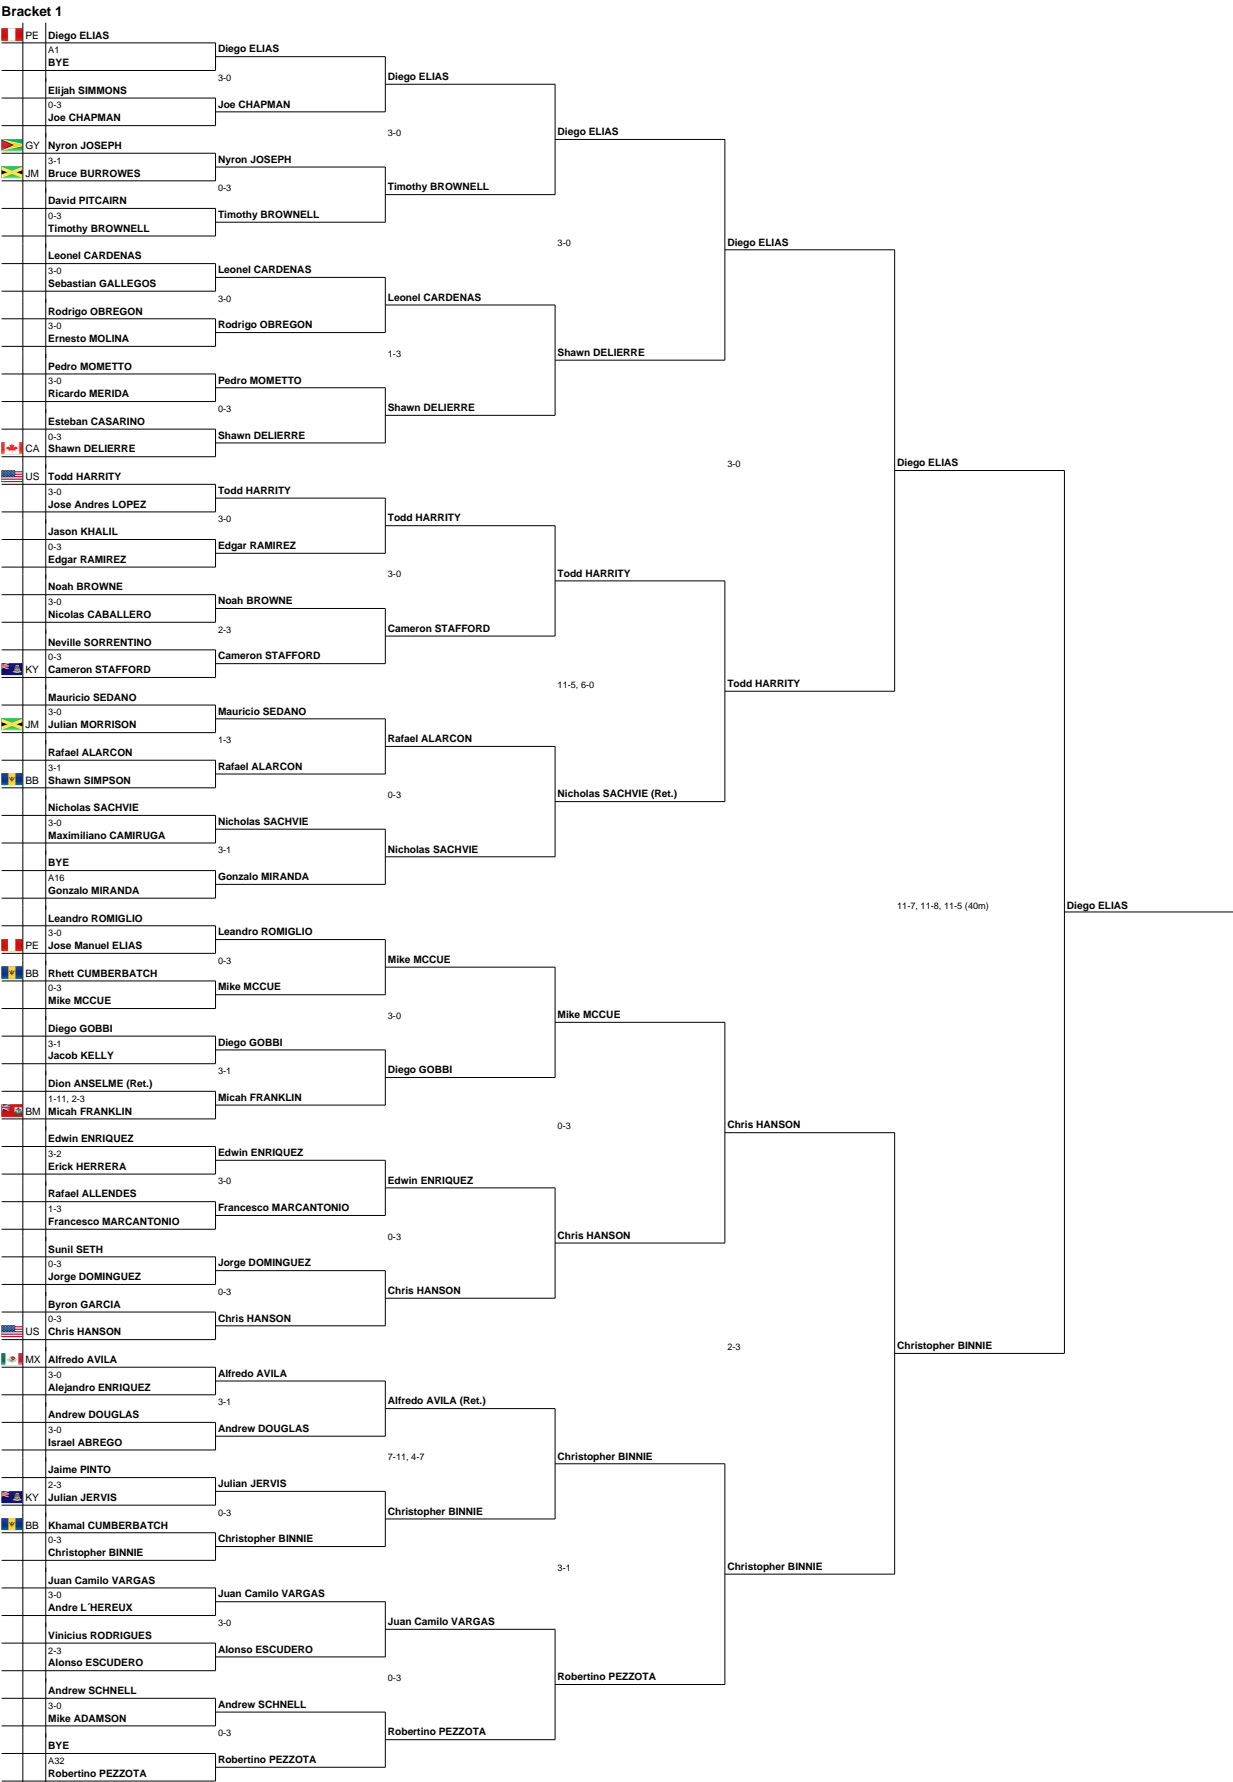 Bracket 1
PE Diego ELIAS
A1 Diego ELIAS
BYE
3-0 Diego ELIAS
Elijah SIMMONS
0-3 Joe CHAPMAN
Joe CHAPMAN
3-0 Diego ELIAS
GY Nyron JOSEPH
3-1 Nyron JOSEPH
JM Bruce BURROWES
0-3 Timothy BROWNELL
David PITCAIRN
0-3 Timothy BROWNELL
Timothy BROWNELL
3-0 Diego ELIAS
Leonel CARDENAS
3-0 Leonel CARDENAS
Sebastian GALLEGOS
3-0 Leonel CARDENAS
Rodrigo OBREGON
3-0 Rodrigo OBREGON
Ernesto MOLINA
1-3 Shawn DELIERRE
Pedro MOMETTO
3-0 Pedro MOMETTO
Ricardo MERIDA
0-3 Shawn DELIERRE
Esteban CASARINO
0-3 Shawn DELIERRE
CA Shawn DELIERRE
3-0 Diego ELIAS
US Todd HARRITY
3-0 Todd HARRITY
Jose Andres LOPEZ
3-0 Todd HARRITY
Jason KHALIL
0-3 Edgar RAMIREZ
Edgar RAMIREZ
3-0 Todd HARRITY
Noah BROWNE
3-0 Noah BROWNE
Nicolas CABALLERO
2-3 Cameron STAFFORD
Neville SORRENTINO
0-3 Cameron STAFFORD
KY Cameron STAFFORD
11-5, 6-0 Todd HARRITY
Mauricio SEDANO
3-0 Mauricio SEDANO
JM Julian MORRISON
1-3 Rafael ALARCON
Rafael ALARCON
3-1 Rafael ALARCON
BB Shawn SIMPSON
0-3 Nicholas SACHVIE (Ret.)
Nicholas SACHVIE
3-0 Nicholas SACHVIE
Maximiliano CAMIRUGA
3-1 Nicholas SACHVIE
BYE
A16 Gonzalo MIRANDA
Gonzalo MIRANDA
11-7, 11-8, 11-5 (40m) Diego ELIAS
Leandro ROMIGLIO
3-0 Leandro ROMIGLIO
PE Jose Manuel ELIAS
0-3 Mike MCCUE
BB Rhett CUMBERBATCH
0-3 Mike MCCUE
Mike MCCUE
3-0 Mike MCCUE
Diego GOBBI
3-1 Diego GOBBI
Jacob KELLY
3-1 Diego GOBBI
Dion ANSELME (Ret.)
1-11, 2-3 Micah FRANKLIN
BM Micah FRANKLIN
0-3 Chris HANSON
Edwin ENRIQUEZ
3-2 Edwin ENRIQUEZ
Erick HERRERA
3-0 Edwin ENRIQUEZ
Rafael ALLENDES
1-3 Francesco MARCANTONIO
Francesco MARCANTONIO
0-3 Chris HANSON
Sunil SETH
0-3 Jorge DOMINGUEZ
Jorge DOMINGUEZ
0-3 Chris HANSON
Byron GARCIA
0-3 Chris HANSON
US Chris HANSON
2-3 Christopher BINNIE
MX Alfredo AVILA
3-0 Alfredo AVILA
Alejandro ENRIQUEZ
3-1 Alfredo AVILA (Ret.)
Andrew DOUGLAS
3-0 Andrew DOUGLAS
Israel ABREGO
7-11, 4-7 Christopher BINNIE
Jaime PINTO
2-3 Julian JERVIS
KY Julian JERVIS
0-3 Christopher BINNIE
BB Khamal CUMBERBATCH
0-3 Christopher BINNIE
Christopher BINNIE
3-1 Christopher BINNIE
Juan Camilo VARGAS
3-0 Juan Camilo VARGAS
Andre L´HEREUX
3-0 Juan Camilo VARGAS
Vinicius RODRIGUES
2-3 Alonso ESCUDERO
Alonso ESCUDERO
0-3 Robertino PEZZOTA
Andrew SCHNELL
3-0 Andrew SCHNELL
Mike ADAMSON
0-3 Robertino PEZZOTA
BYE
A32 Robertino PEZZOTA
Robertino PEZZOTA